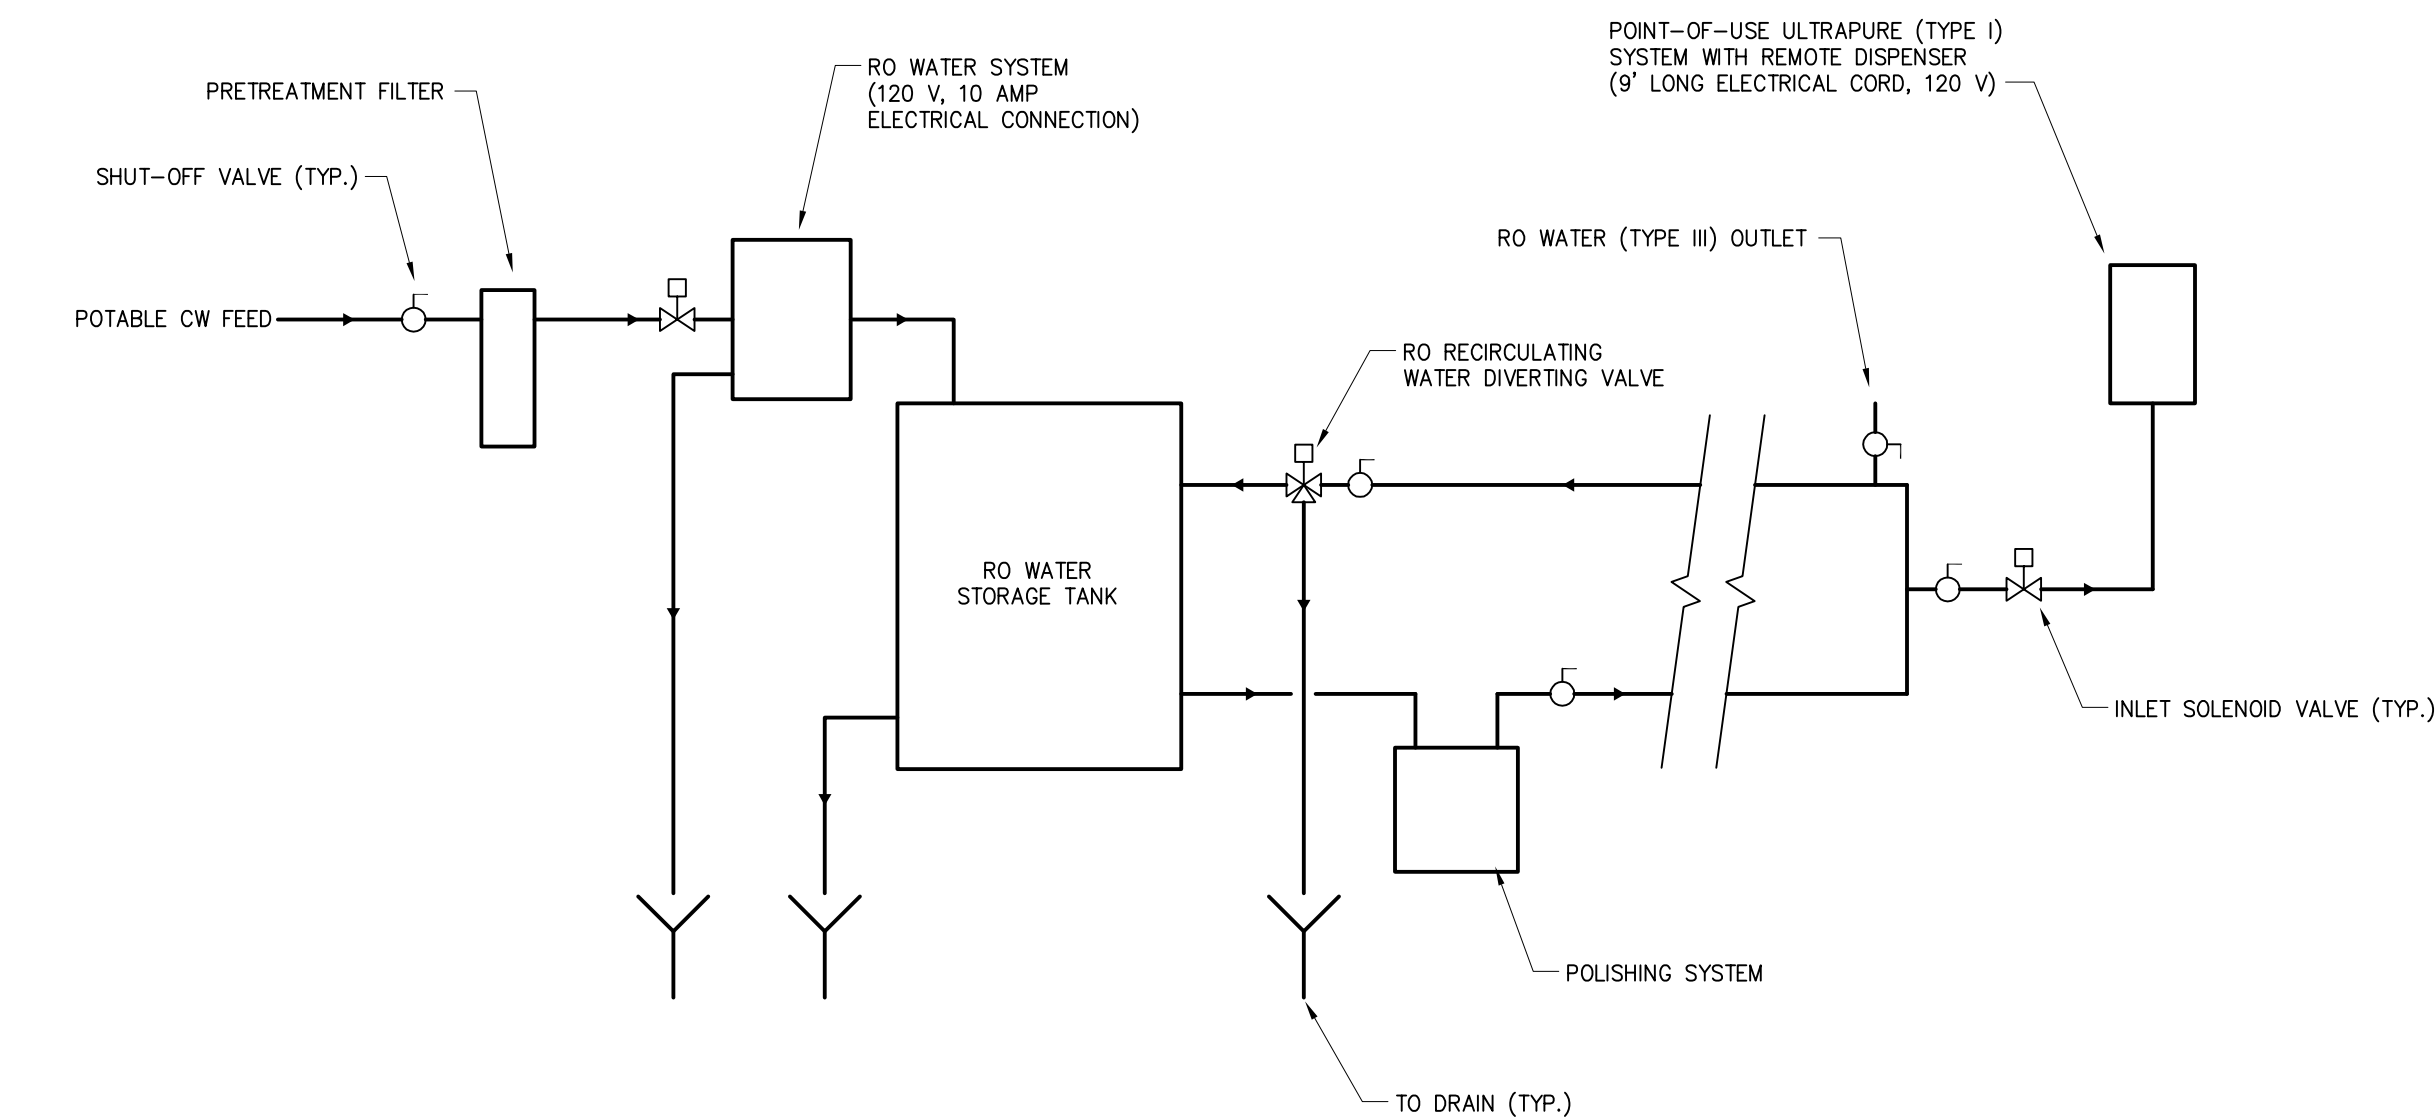 POINT-OF-USE ULTRAPURE (TYPE I)
SYSTEM WITH REMOTE DISPENSER
(9' LONG ELECTRICAL CORD, 120 V)
RO WATER SYSTEM
(120 V, 10 AMP
ELECTRICAL CONNECTION)
PRETREATMENT FILTER
SHUT-OFF VALVE (TYP.)
RO WATER (TYPE III) OUTLET
POTABLE CW FEED
RO RECIRCULATING
WATER DIVERTING VALVE
RO WATER
STORAGE TANK
INLET SOLENOID VALVE (TYP.)
POLISHING SYSTEM
TO DRAIN (TYP.)